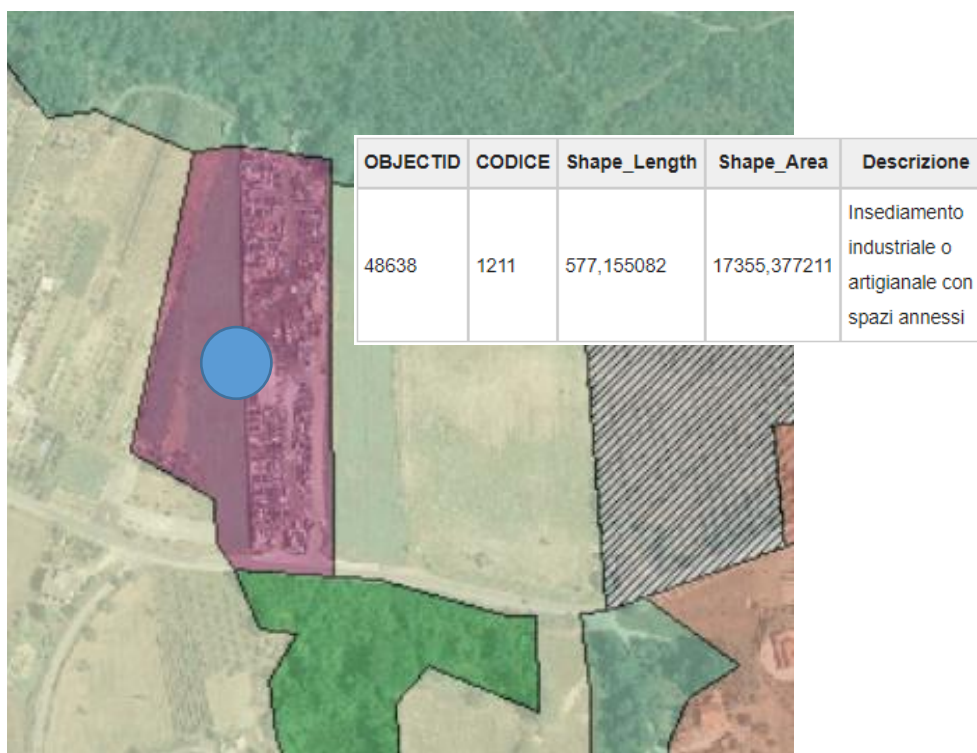 OBJECTID CODICE Shape_Length Shape_Area Descrizione
48638 1211 577,155082 17355,377211 Insediamento
industriale o
artigianale con
spazi annessi